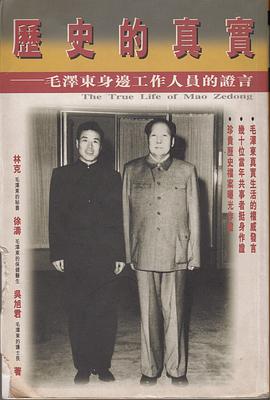 歷史的真實
——毛澤東身邊工作人員的證言
The True Life of Mao Zedong
•毛澤東真實生活的權威發言
•幾十位當年共事者挺身作證
•珍貴歷史檔案曝光作證
林克 毛澤東的秘書
徐濤 毛澤東的保健醫生
吳旭君 毛澤東的護士長
著